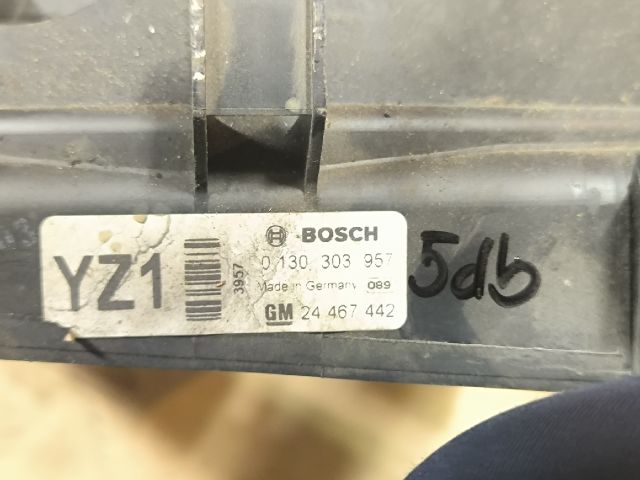 YZ1
3957
BOSCH
0 130 303 957
Made in Germany 089
GM 24 467 442
5db